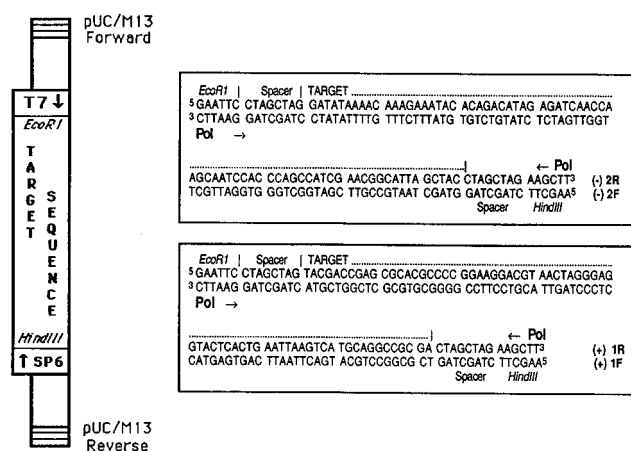 pUC/M13
Forward
T7 ↓
EcoRI
TARGET
SEQUENCE
HindIII
↑ SP6
pUC/M13
Reverse
EcoR1 | Spacer | TARGET
5GAATTC CTAGCTAG GATATAAAAC AAAGAAATAC ACAGACATAG AGATCAACCA
3CTTAAG GATCGATC CTATATTTTG TTTCTTTATG TGTCTGTATC TCTAGTTGGT
Pol →
← Pol
AGCAATCCAC CCAGCCATCG AACGGCATTA GCTACC CTAGCTAG AAGCTT3 (-) 2R
TCGTTAGGTG GGTCGGTAGC TTGCCGTAAT CGATGG GATCGATC TTCGAA5 (-) 2F
Spacer HindIII
EcoR1 | Spacer | TARGET
5GAATTC CTAGCTAG TACGACCGAG CGCACGCCCC GGAAGGACGT AACTAGGGAG
3CTTAAG GATCGATC ATGCTGGCTC GCGTGCGGGG CCTTCCTGCA TTGATCCCTC
Pol →
← Pol
GTACTCACTG AATTAAGTCA TGCAGGCCGC GA CTAGCTAG AAGCTT3 (+) 1R
CATGAGTGAC TTAATTCAGT ACGTCCGGCG CT GATCGATC TTCGAA5 (+) 1F
Spacer HindIII